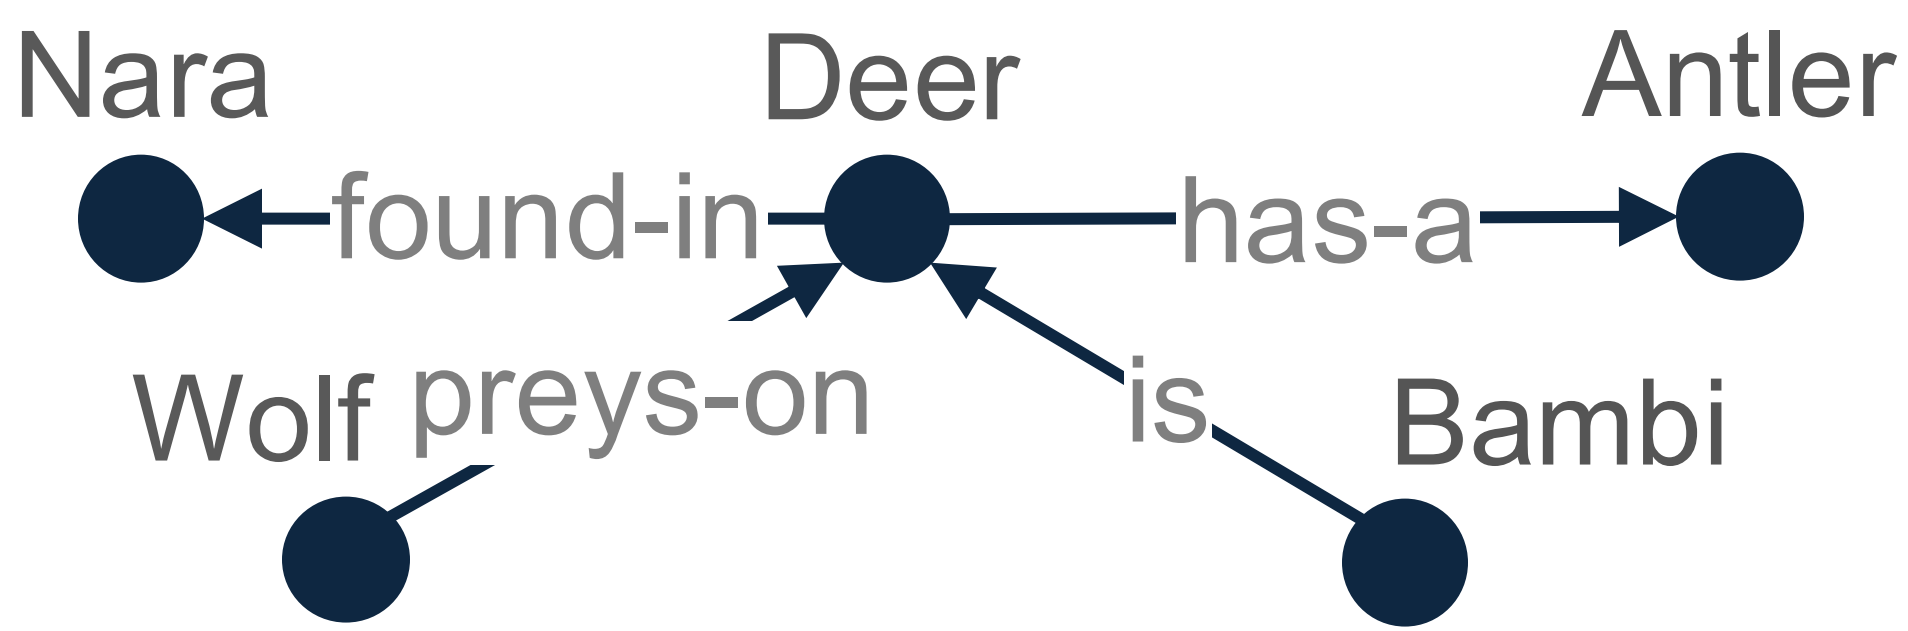 Nara
Deer
Antler
found-in
has-a
Wolf
preys-on
is
Bambi